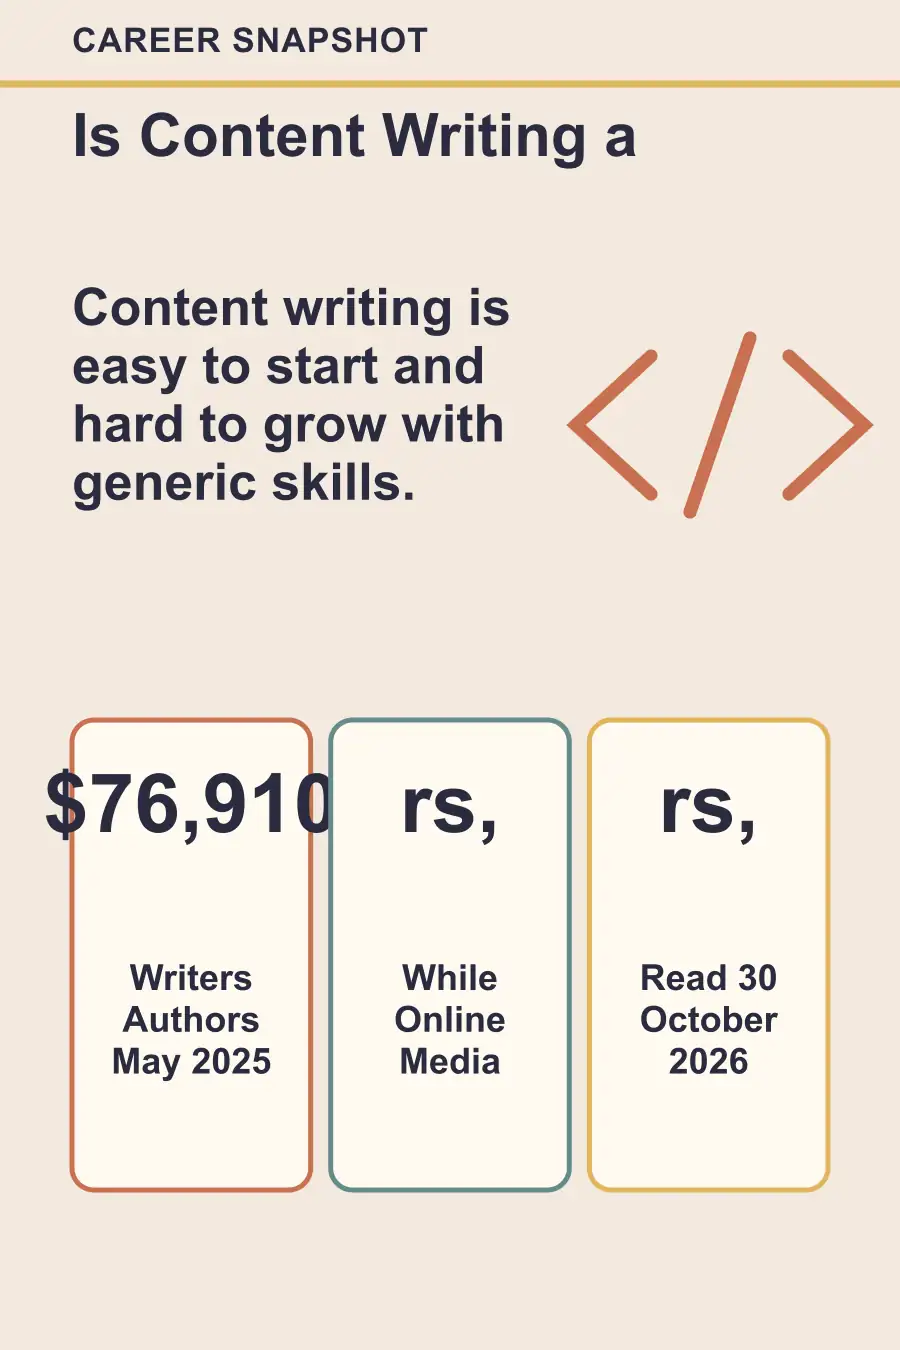 CAREER SNAPSHOT
Is Content Writing a
Content writing is
easy to start and
hard to grow with
generic skills.
$76,910
Writers
Authors
May 2025
rs,
While
Online
Media
rs,
Read 30
October
2026